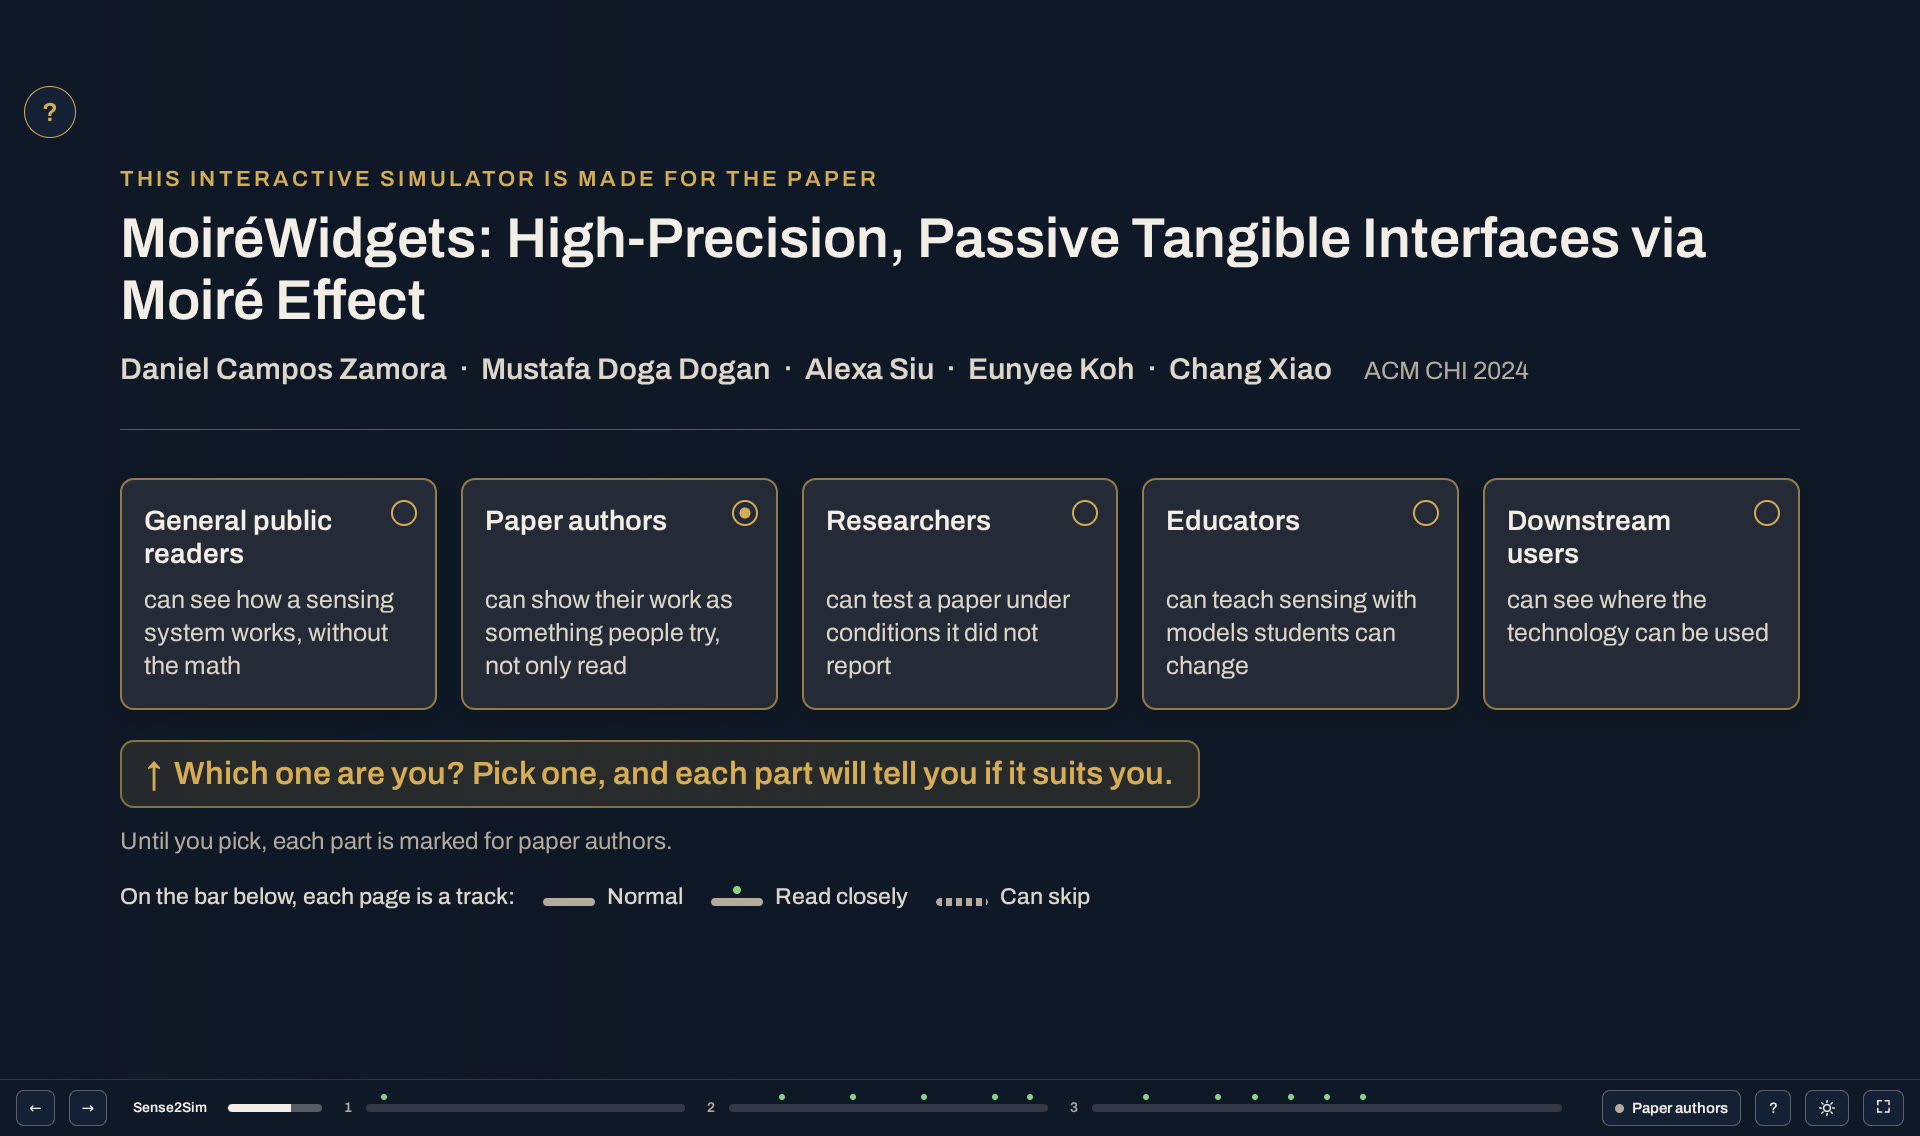 ?
THIS INTERACTIVE SIMULATOR IS MADE FOR THE PAPER
MoiréWidgets: High-Precision, Passive Tangible Interfaces via
Moiré Effect
Daniel Campos Zamora · Mustafa Doga Dogan · Alexa Siu · Eunyee Koh · Chang Xiao ACM CHI 2024
General public
readers
can see how a sensing
system works, without
the math
Paper authors
can show their work as
something people try,
not only read
Researchers
can test a paper under
conditions it did not
report
Educators
can teach sensing with
models students can
change
Downstream
users
can see where the
technology can be used
↑ Which one are you? Pick one, and each part will tell you if it suits you.
Until you pick, each part is marked for paper authors.
On the bar below, each page is a track: Normal Read closely Can skip
← → Sense2Sim 1 2 3 Paper authors ?